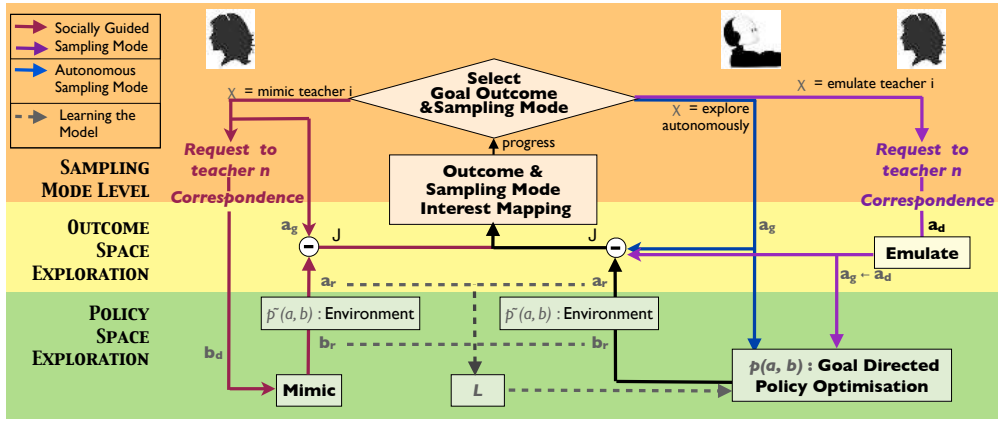 Socially Guided
Sampling Mode
Autonomous
Sampling Mode
Learning the
Model
χ = mimic teacher i
Select
Goal Outcome
&Sampling Mode
χ = emulate teacher i
χ = explore
autonomously
progress
Request to
teacher n
Correspondence
Outcome &
Sampling Mode
Interest Mapping
Request to
teacher n
Correspondence
SAMPLING
MODE LEVEL
OUTCOME
SPACE
EXPLORATION
a_g
−
J
J
−
a_g
a_d
Emulate
a_g ← a_d
a_r
a_r
POLICY
SPACE
EXPLORATION
p̃(a, b) : Environment
p̃(a, b) : Environment
b_r
b_r
b_d
Mimic
L
p(a, b) : Goal Directed
Policy Optimisation